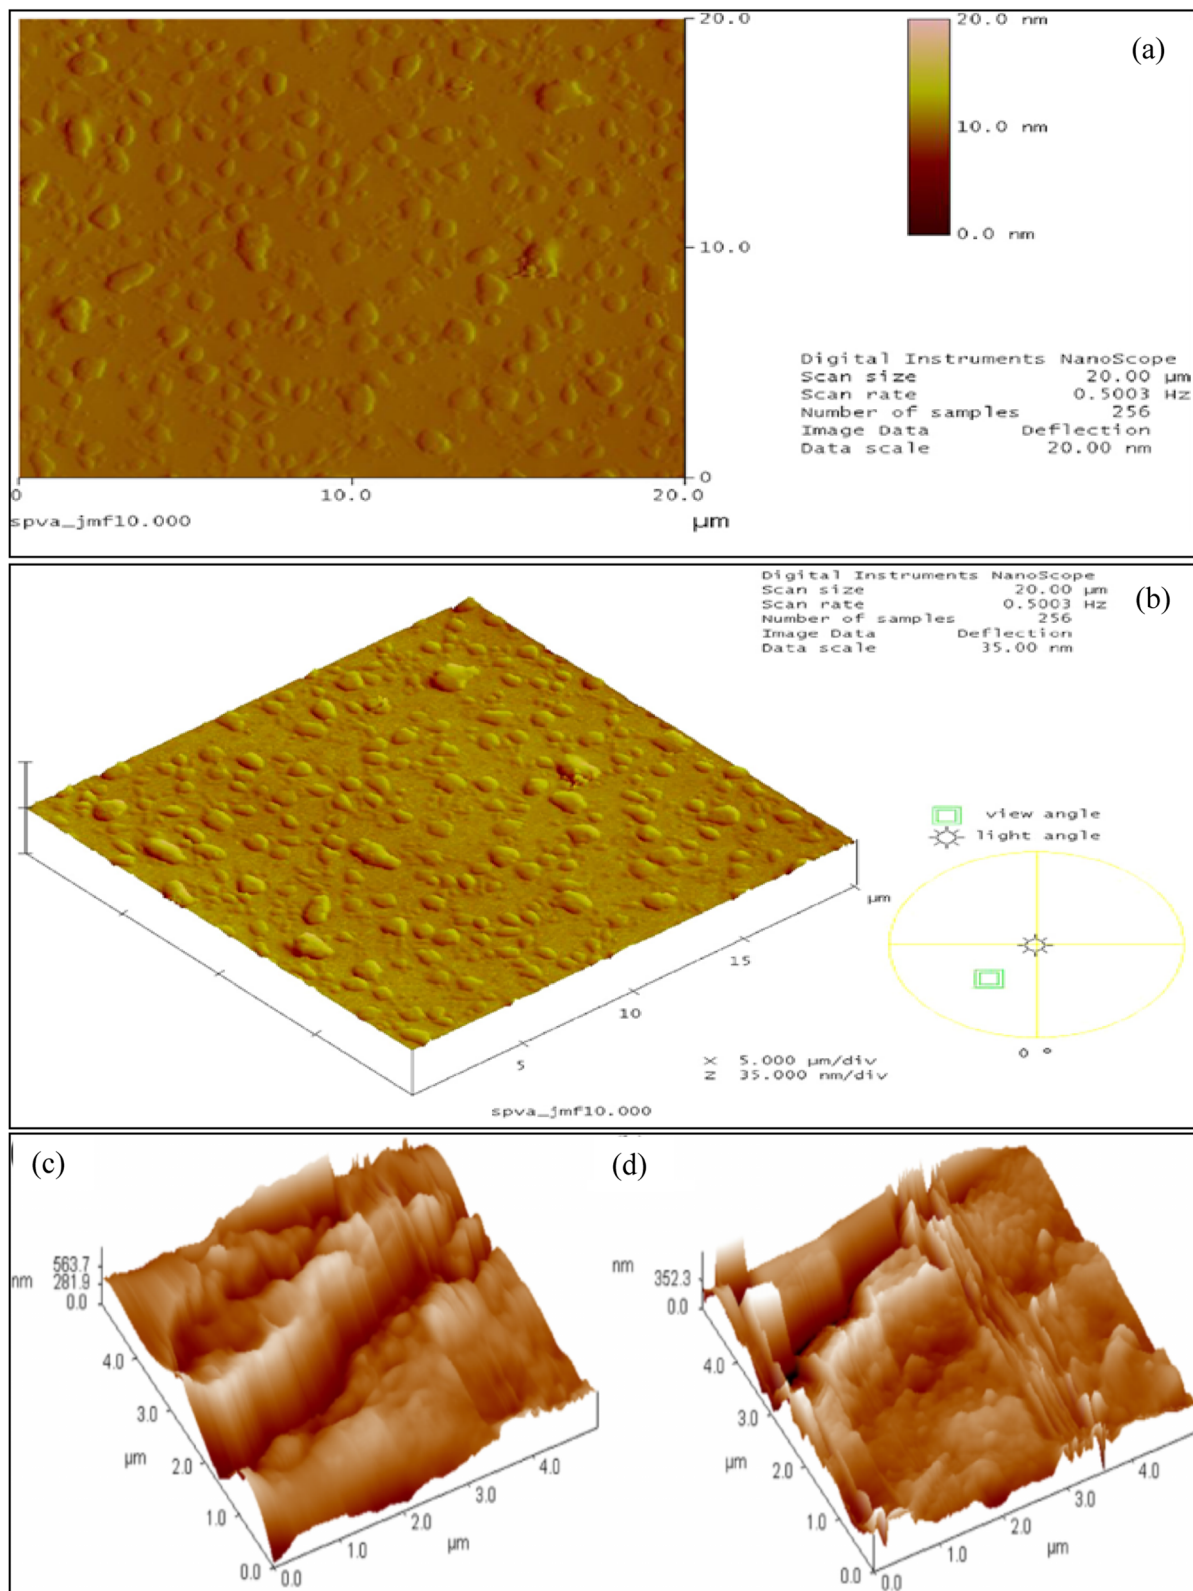 (a)
20.0
20.0 nm
10.0 nm
10.0
0.0 nm
Digital Instruments NanoScope
Scan size 20.00 µm
Scan rate 0.5003 Hz
Number of samples 256
Image Data Deflection
Data scale 20.00 nm
0
0 10.0 20.0
µm
spva_jmf10.000
(b)
Digital Instruments NanoScope
Scan size 20.00 µm
Scan rate 0.5003 Hz
Number of samples 256
Image Data Deflection
Data scale 35.00 nm
view angle
light angle
µm
15
10
5
0 °
X 5.000 µm/div
Z 35.000 nm/div
spva_jmf10.000
(c)
563.7
nm 281.9
0.0
4.0
3.0
µm 2.0
1.0
0.0
0.0 1.0 2.0 3.0 4.0
µm
(d)
nm 352.3
0.0
4.0
3.0
µm 2.0
1.0
0.0
0.0 1.0 2.0 3.0 4.0
µm